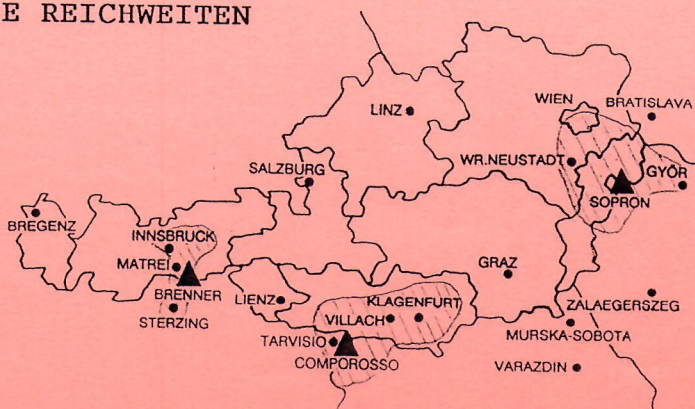 E REICHWEITEN
WIEN
BRATISLAVA
LINZ
WR.NEUSTADT
GYÖR
SALZBURG
SOPRON
BREGENZ
INNSBRUCK
MATREI
GRAZ
BRENNER
LIENZ
KLAGENFURT
ZALAEGERSZEG
STERZING
VILLACH
MURSKA-SOBOTA
TARVISIO
COMPOROSSO
VARAZDIN